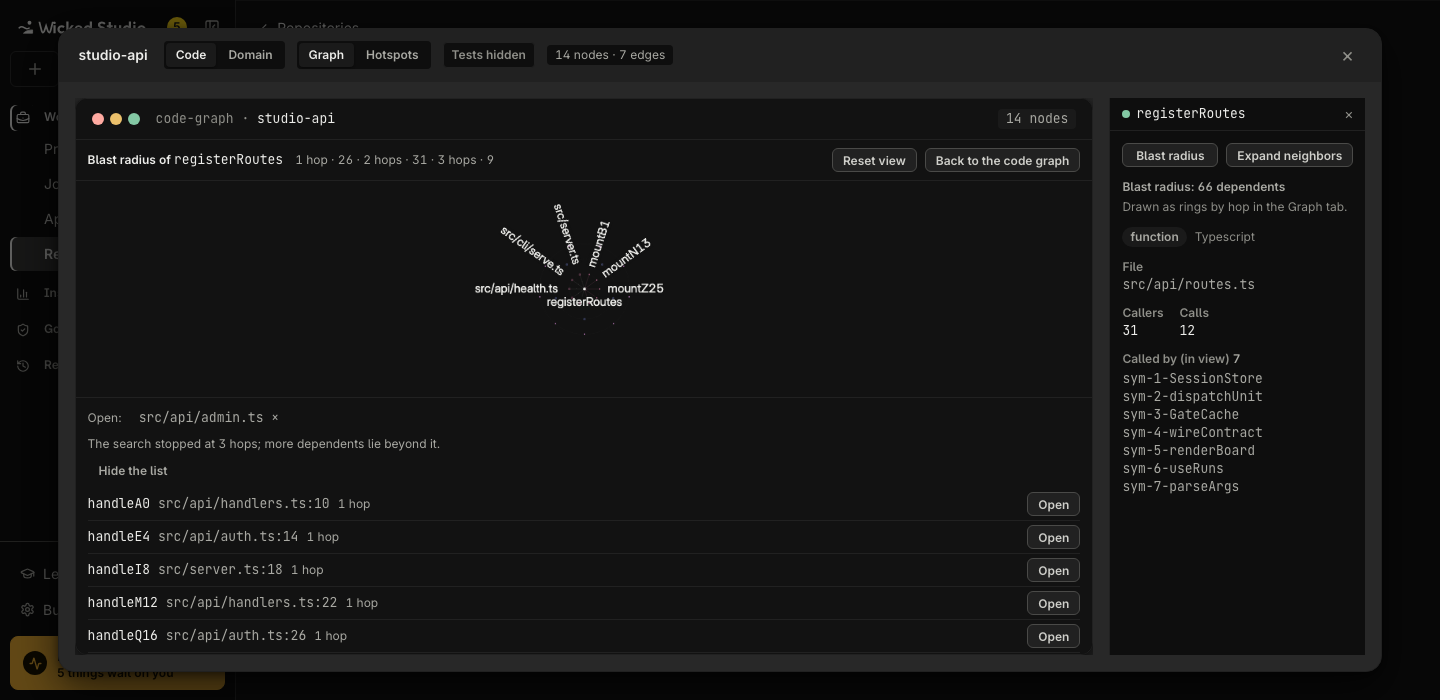 Wicked Studio 5
Repositories
studio-api Code Domain Graph Hotspots Tests hidden 14 nodes · 7 edges ×
code-graph · studio-api 14 nodes
Blast radius of registerRoutes 1 hop · 26 · 2 hops · 31 · 3 hops · 9 Reset view Back to the code graph
src/api/health.ts
src/cli/serve.ts
src/server.ts
mountB1
mountN13
mountZ25
registerRoutes
Open: src/api/admin.ts ×
The search stopped at 3 hops; more dependents lie beyond it.
Hide the list
handleA0 src/api/handlers.ts:10 1 hop Open
handleE4 src/api/auth.ts:14 1 hop Open
handleI8 src/server.ts:18 1 hop Open
handleM12 src/api/handlers.ts:22 1 hop Open
handleQ16 src/api/auth.ts:26 1 hop Open
registerRoutes ×
Blast radius Expand neighbors
Blast radius: 66 dependents
Drawn as rings by hop in the Graph tab.
function Typescript
File
src/api/routes.ts
Callers Calls
31 12
Called by (in view) 7
sym-1-SessionStore
sym-2-dispatchUnit
sym-3-GateCache
sym-4-wireContract
sym-5-renderBoard
sym-6-useRuns
sym-7-parseArgs
5 things wait on you